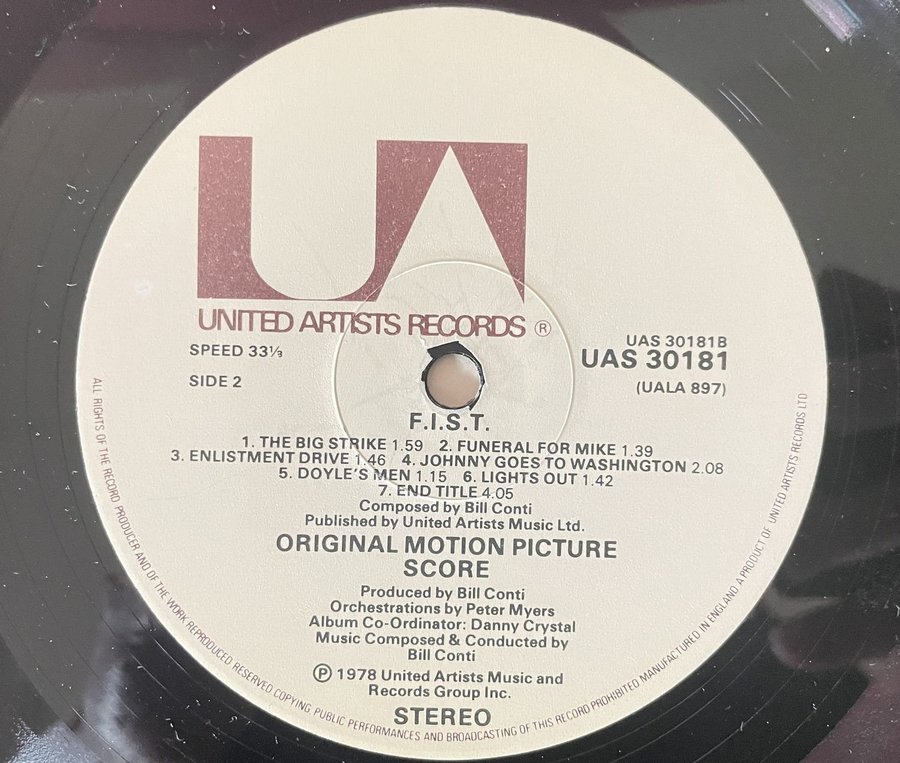 UA
UNITED ARTISTS RECORDS ®
SPEED 33⅓
SIDE 2
UAS 30181B
UAS 30181
(UALA 897)
F.I.S.T.
1. THE BIG STRIKE 1.59 2. FUNERAL FOR MIKE 1.39
3. ENLISTMENT DRIVE 1.46 4. JOHNNY GOES TO WASHINGTON 2.08
5. DOYLE'S MEN 1.15 6. LIGHTS OUT 1.42
7. END TITLE 4.05
Composed by Bill Conti
Published by United Artists Music Ltd.
ORIGINAL MOTION PICTURE
SCORE
Produced by Bill Conti
Orchestrations by Peter Myers
Album Co-Ordinator: Danny Crystal
Music Composed & Conducted by
Bill Conti
℗ 1978 United Artists Music and
Records Group Inc.
STEREO
ALL RIGHTS OF THE RECORD PRODUCER AND OF THE WORK REPRODUCED RESERVED COPYING PUBLIC PERFORMANCES AND BROADCASTING OF THIS RECORD PROHIBITED MANUFACTURED IN ENGLAND A PRODUCT OF UNITED ARTISTS RECORDS LTD